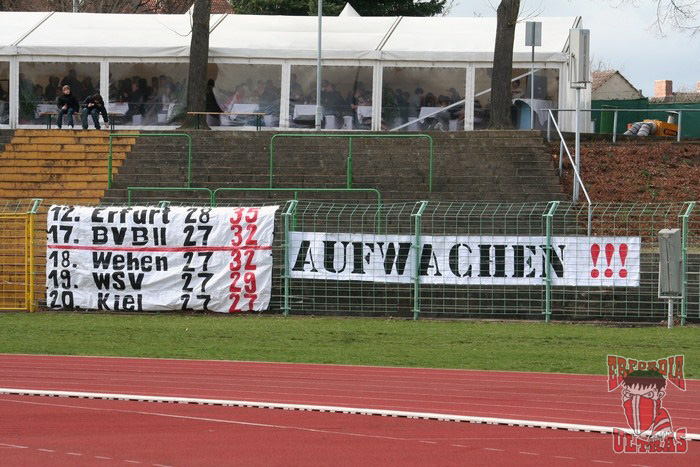 12. Erfurt 28 35
17. BVB II 27 32
18. Wehen 27 32
19. WSV 27 29
20. Kiel 27 27
AUFWACHEN !!!
ERFORDIA
ULTRAS